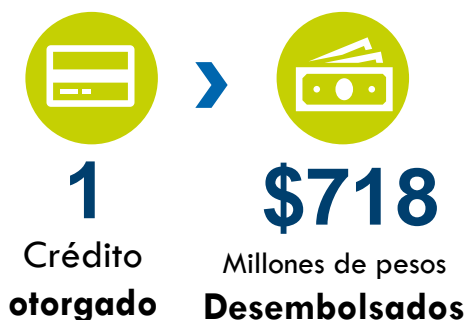 1
Crédito
otorgado
$718
Millones de pesos
Desembolsados